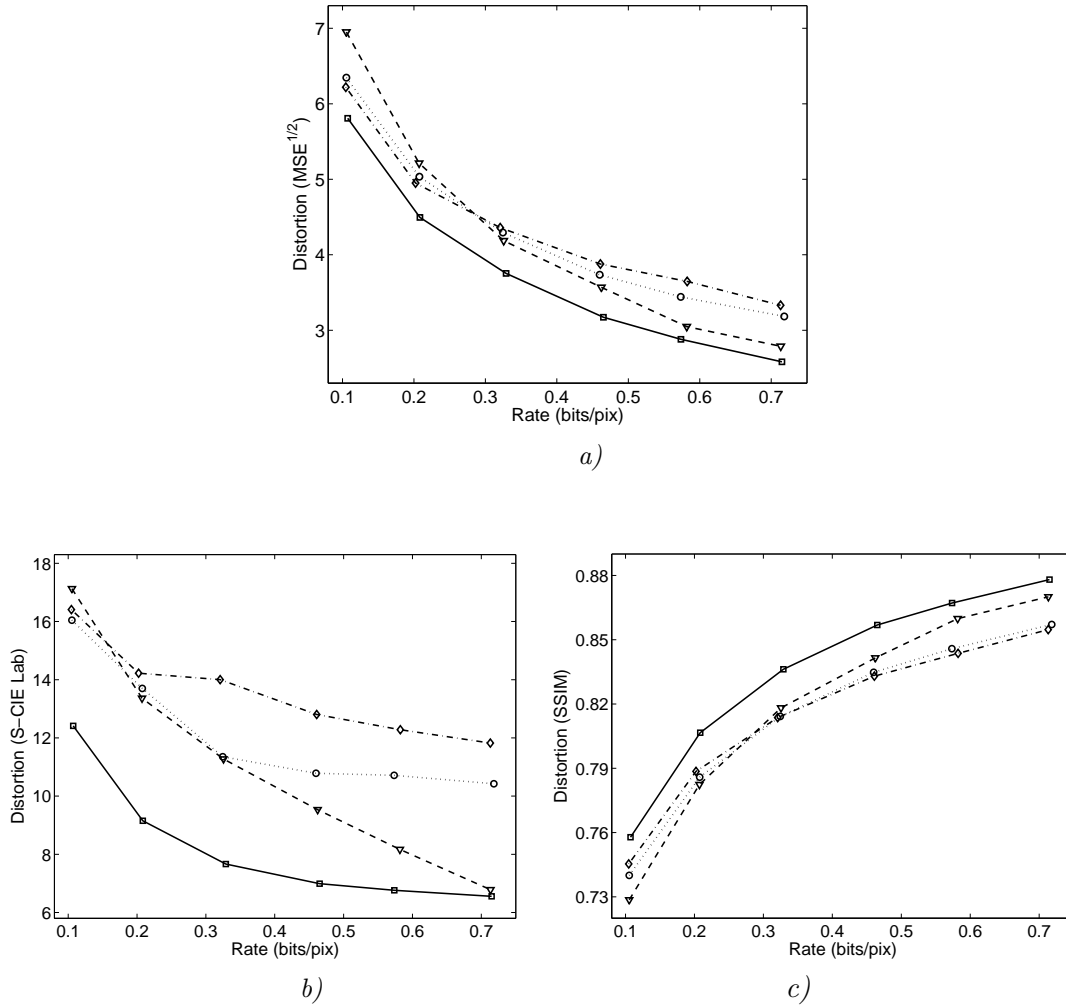 7
6
5
4
3
Distortion (MSE 1/2)
0.1 0.2 0.3 0.4 0.5 0.6 0.7
Rate (bits/pix)
a)
18
16
14
12
10
8
6
Distortion (S−CIE Lab)
0.1 0.2 0.3 0.4 0.5 0.6 0.7
Rate (bits/pix)
b)
0.88
0.85
0.82
0.79
0.76
0.73
Distortion (SSIM)
0.1 0.2 0.3 0.4 0.5 0.6 0.7
Rate (bits/pix)
c)